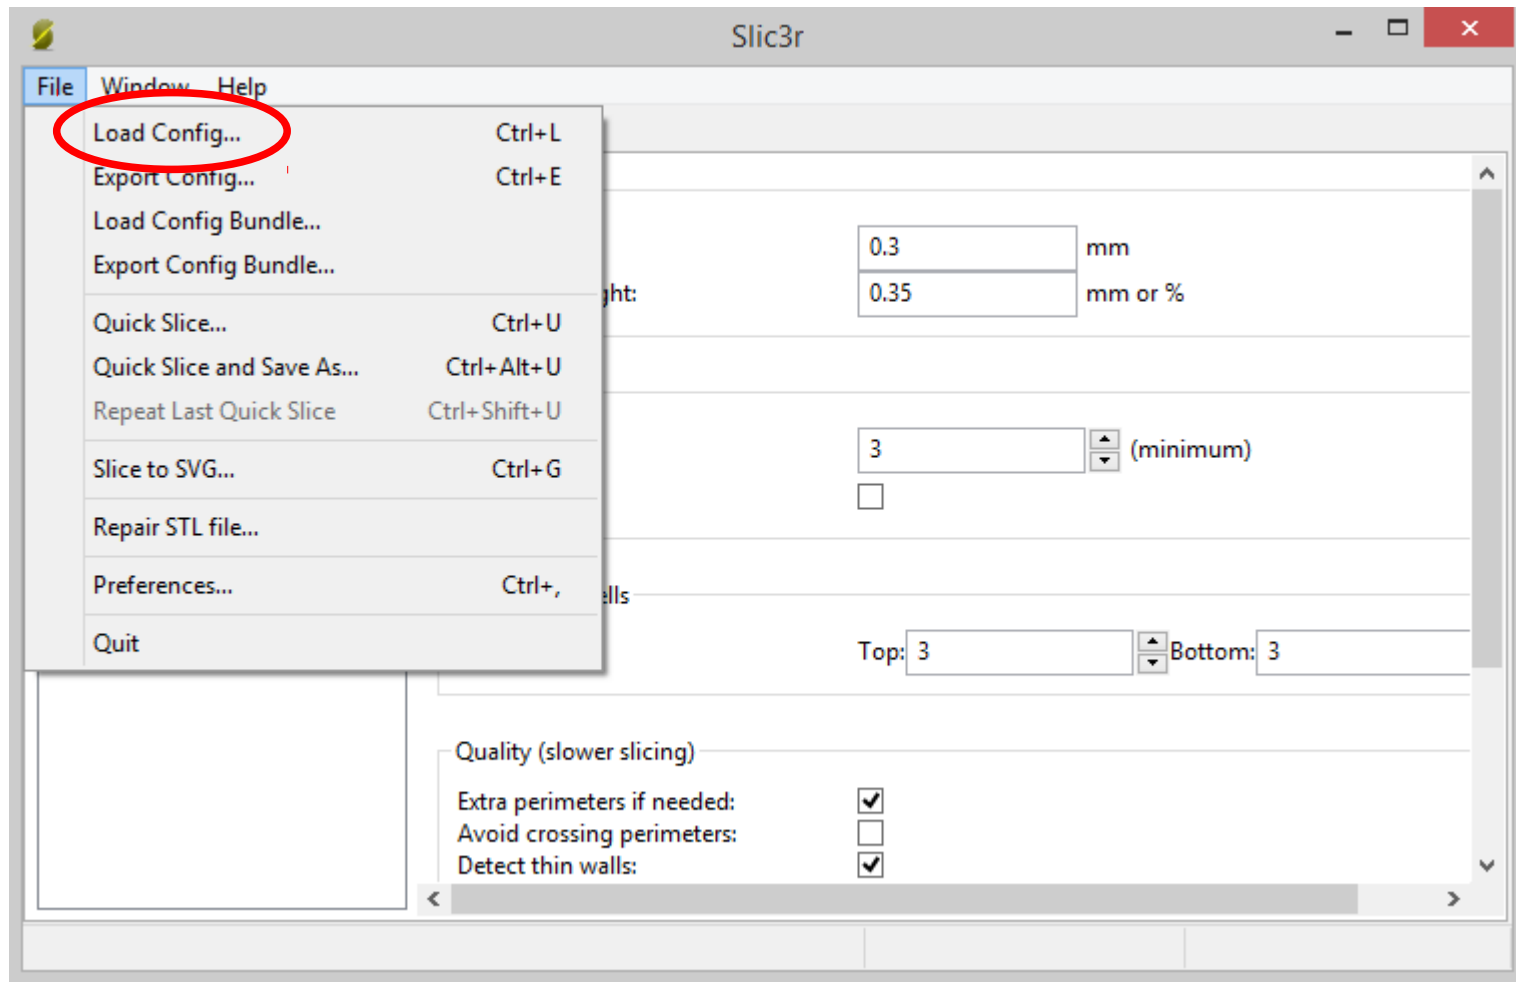 Slic3r
File Window Help
Load Config... Ctrl+L
Export Config... Ctrl+E
Load Config Bundle...
Export Config Bundle...
Quick Slice... Ctrl+U
Quick Slice and Save As... Ctrl+Alt+U
Repeat Last Quick Slice Ctrl+Shift+U
Slice to SVG... Ctrl+G
Repair STL file...
Preferences... Ctrl+,
Quit
0.3 mm
ght: 0.35 mm or %
3 (minimum)
ells
Top: 3 Bottom: 3
Quality (slower slicing)
Extra perimeters if needed:
Avoid crossing perimeters:
Detect thin walls: